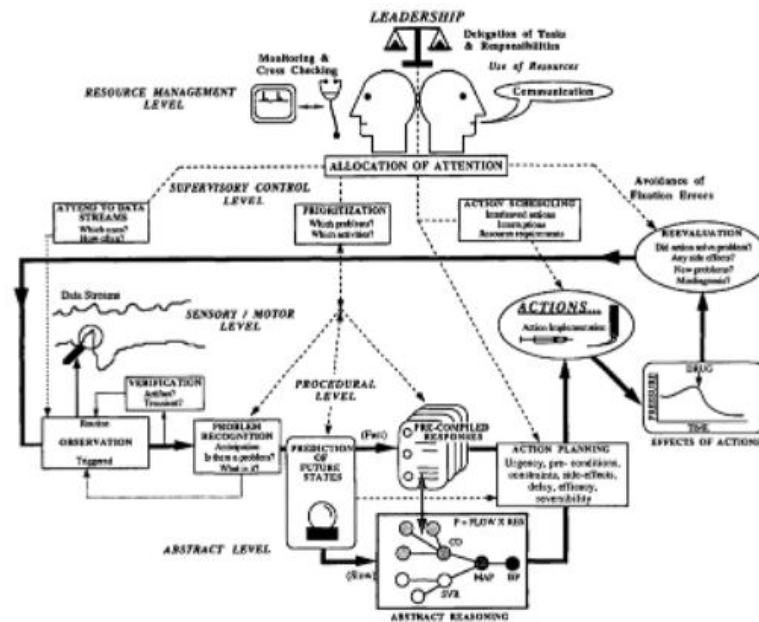 LEADERSHIP
Delegation of Tasks
& Responsibilities
Monitoring &
Cross Checking
Use of Resources
RESOURCE MANAGEMENT
LEVEL
Communication
ALLOCATION OF ATTENTION
SUPERVISORY CONTROL
LEVEL
Avoidance of
Fixation Errors
ATTEND TO DATA
STREAMS
Which ones?
How often?
PRIORITIZATION
Which problems?
Which activities?
ACTION SCHEDULING
Interleaved actions
Interruptions
Resource requirements
REEVALUATION
Did action solve problem?
Any side effects?
New problems?
Misdiagnosis?
Data Streams
SENSORY / MOTOR
LEVEL
ACTIONS...
Action Implementation
VERIFICATION
Artifact?
Transient?
PROCEDURAL
LEVEL
DRUG
PRESSURE
TIME
EFFECTS OF ACTIONS
Routine
OBSERVATION
Triggered
PROBLEM
RECOGNITION
Anticipation
Is there a problem?
What is it?
PREDICTION
OF
FUTURE
STATES
(Fast)
PRE-COMPILED
RESPONSES
ACTION PLANNING
Urgency, pre- conditions,
constraints, side-effects,
delay, efficacy,
reversibility
ABSTRACT LEVEL
(Slow)
P = FLOW X RES
CO
MAP
BP
SVR
ABSTRACT REASONING